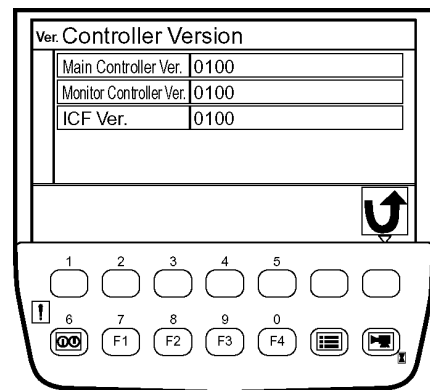 Ver. Controller Version
Main Controller Ver. 0100
Monitor Controller Ver. 0100
ICF Ver. 0100
1 2 3 4 5
!
6 7 8 9 0
F1 F2 F3 F4